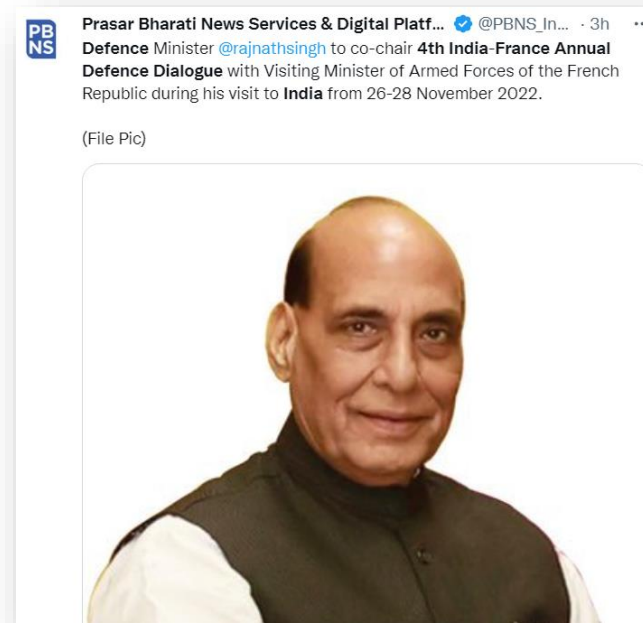 PB
NS
Prasar Bharati News Services & Digital Platf... @PBNS_In... · 3h
Defence Minister @rajnathsingh to co-chair 4th India-France Annual
Defence Dialogue with Visiting Minister of Armed Forces of the French
Republic during his visit to India from 26-28 November 2022.
(File Pic)